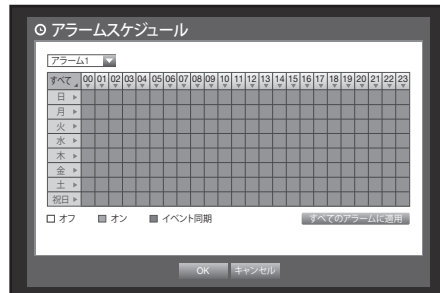 アラームスケジュール
アラーム1
すべて 00 01 02 03 04 05 06 07 08 09 10 11 12 13 14 15 16 17 18 19 20 21 22 23
日
月
火
水
木
金
土
祝日
オフ オン イベント同期 すべてのアラームに適用
OK キャンセル